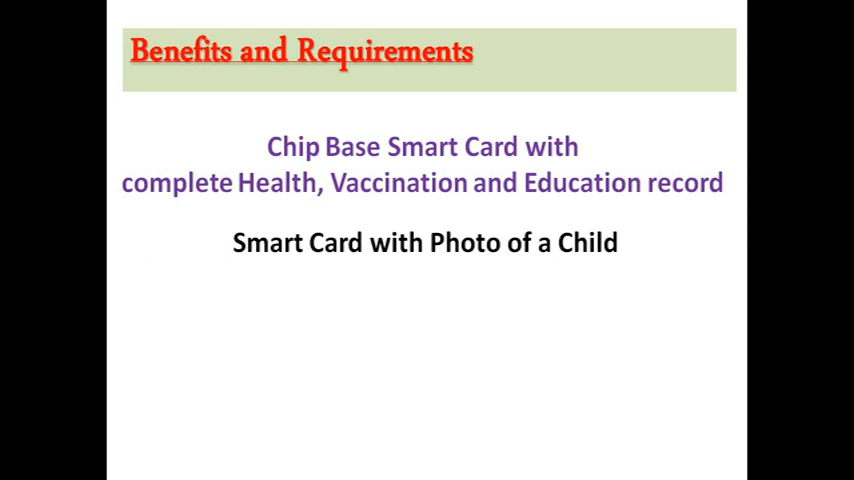 Benefits and Requirements
Chip Base Smart Card with
complete Health, Vaccination and Education record
Smart Card with Photo of a Child